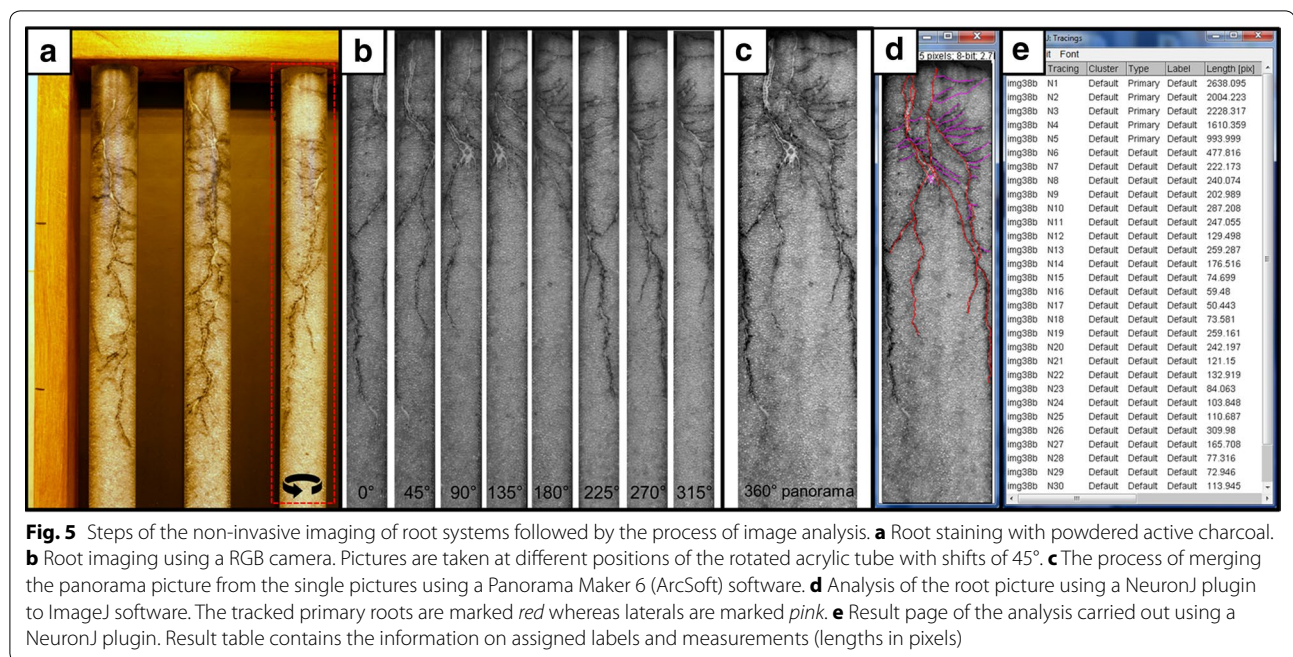 a
b
c
d
e
5 pixels; 8-bit; 2.7
J: Tracings
it Font
Tracing Cluster Type Label Length [pix]
img38b N1 Default Primary Default 2638.095
img38b N2 Default Primary Default 2004.223
img38b N3 Default Primary Default 2228.317
img38b N4 Default Primary Default 1610.359
img38b N5 Default Primary Default 993.999
img38b N6 Default Default Default 477.816
img38b N7 Default Default Default 222.173
img38b N8 Default Default Default 240.074
img38b N9 Default Default Default 202.989
img38b N10 Default Default Default 287.208
img38b N11 Default Default Default 247.055
img38b N12 Default Default Default 129.498
img38b N13 Default Default Default 259.287
img38b N14 Default Default Default 176.516
img38b N15 Default Default Default 74.699
img38b N16 Default Default Default 59.48
img38b N17 Default Default Default 50.443
img38b N18 Default Default Default 73.581
img38b N19 Default Default Default 259.161
img38b N20 Default Default Default 242.197
img38b N21 Default Default Default 121.15
img38b N22 Default Default Default 132.919
img38b N23 Default Default Default 84.063
img38b N24 Default Default Default 103.848
img38b N25 Default Default Default 110.687
img38b N26 Default Default Default 309.98
img38b N27 Default Default Default 165.708
img38b N28 Default Default Default 77.316
img38b N29 Default Default Default 72.946
img38b N30 Default Default Default 113.945
0° 45° 90° 135° 180° 225° 270° 315° 360° panorama
Fig. 5 Steps of the non-invasive imaging of root systems followed by the process of image analysis. a Root staining with powdered active charcoal.
b Root imaging using a RGB camera. Pictures are taken at different positions of the rotated acrylic tube with shifts of 45°. c The process of merging
the panorama picture from the single pictures using a Panorama Maker 6 (ArcSoft) software. d Analysis of the root picture using a NeuronJ plugin
to ImageJ software. The tracked primary roots are marked red whereas laterals are marked pink. e Result page of the analysis carried out using a
NeuronJ plugin. Result table contains the information on assigned labels and measurements (lengths in pixels)